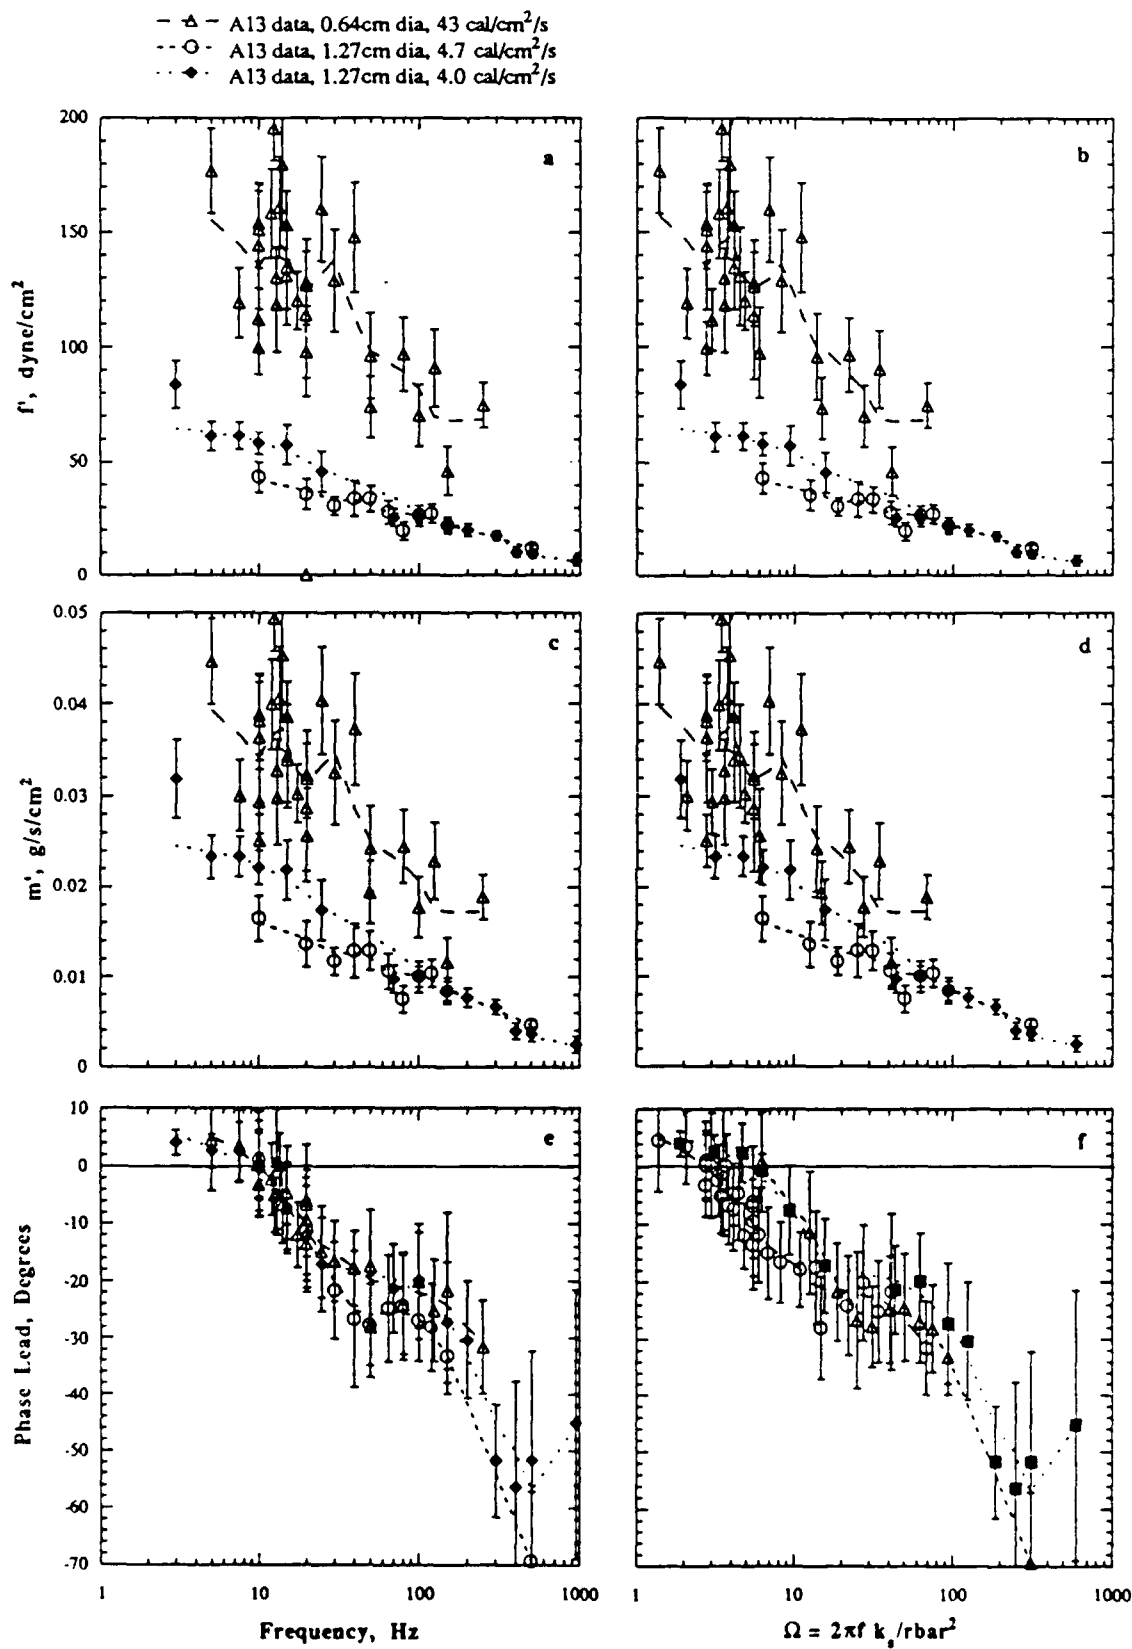 A13 data, 0.64cm dia, 43 cal/cm²/s
A13 data, 1.27cm dia, 4.7 cal/cm²/s
A13 data, 1.27cm dia, 4.0 cal/cm²/s
200
150
100
50
0
f', dyne/cm²
a
b
0.05
0.04
0.03
0.02
0.01
0
m', g/s/cm²
c
d
10
0
-10
-20
-30
-40
-50
-60
-70
Phase Lead, Degrees
e
f
1 10 100 1000
1 10 100 1000
Frequency, Hz
Ω = 2πf kₛ/rbar²